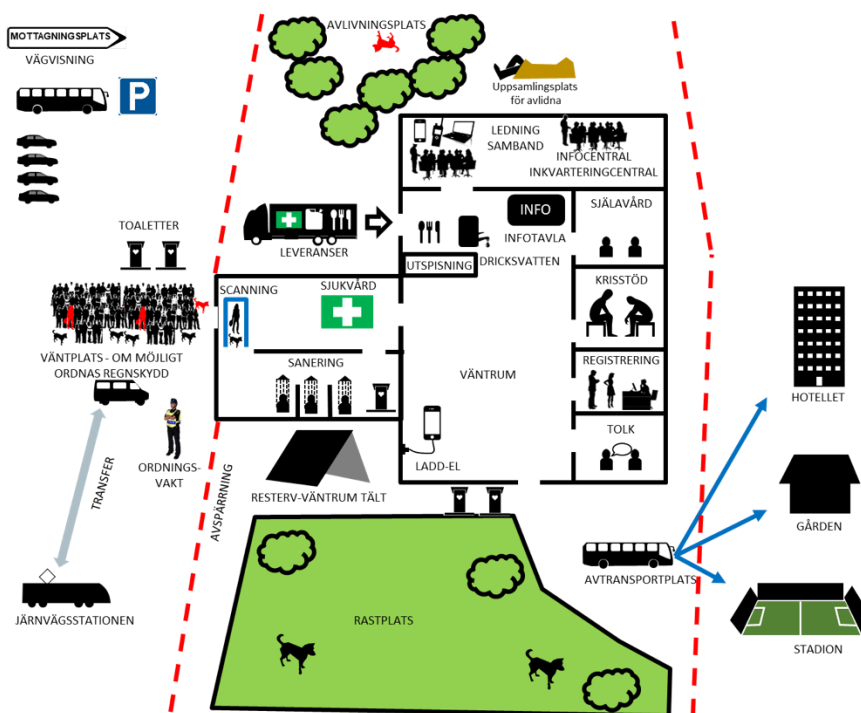 MOTTAGNINGSPLATS
VÄGVISNING
P
AVLIVNINGSPLATS
Uppsamlingsplats
för avlidna
LEDNING
SAMBAND
INFOCENTRAL
INKVARTERINGCENTRAL
TOALETTER
LEVERANSER
INFO
INFOTAVLA
DRICKSVATTEN
UTSPISNING
SJÄLAVÅRD
SCANNING
SJUKVÅRD
KRISSTÖD
VÄNTPLATS - OM MÖJLIGT
ORDNAS REGNSKYDD
SANERING
VÄNTRUM
REGISTRERING
HOTELLET
TOLK
ORDNINGS-
VAKT
TRANSFER
AVSPÄRRNING
LADD-EL
RESTERV-VÄNTRUM TÄLT
GÅRDEN
AVTRANSPORTPLATS
JÄRNVÄGSSTATIONEN
RASTPLATS
STADION